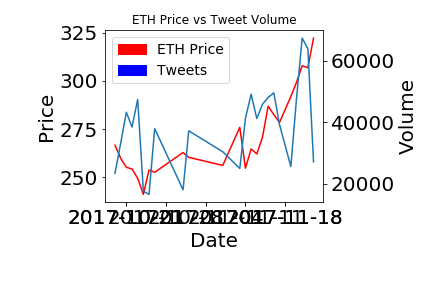 ETH Price vs Tweet Volume
ETH Price
Tweets
Price
325
300
275
250
Volume
60000
40000
20000
Date